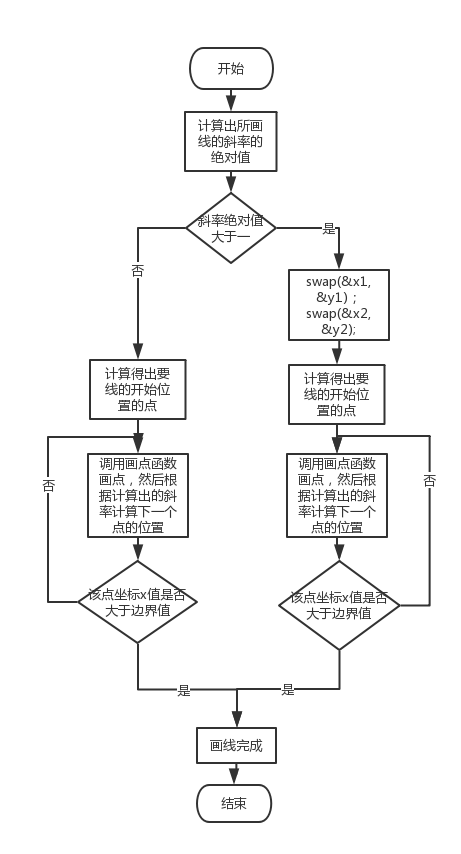 开始
计算出所画
线的斜率的
绝对值
斜率绝对值
大于一
否
是
swap(&x1,
&y1) ;
swap(&x2,
&y2);
计算得出要
线的开始位
置的点
计算得出要
线的开始位
置的点
调用画点函数
画点，然后根
据计算出的斜
率计算下一个
点的位置
否
调用画点函数
画点，然后根
据计算出的斜
率计算下一个
点的位置
否
该点坐标x值是否
大于边界值
该点坐标x值是否
大于边界值
是
是
画线完成
结束